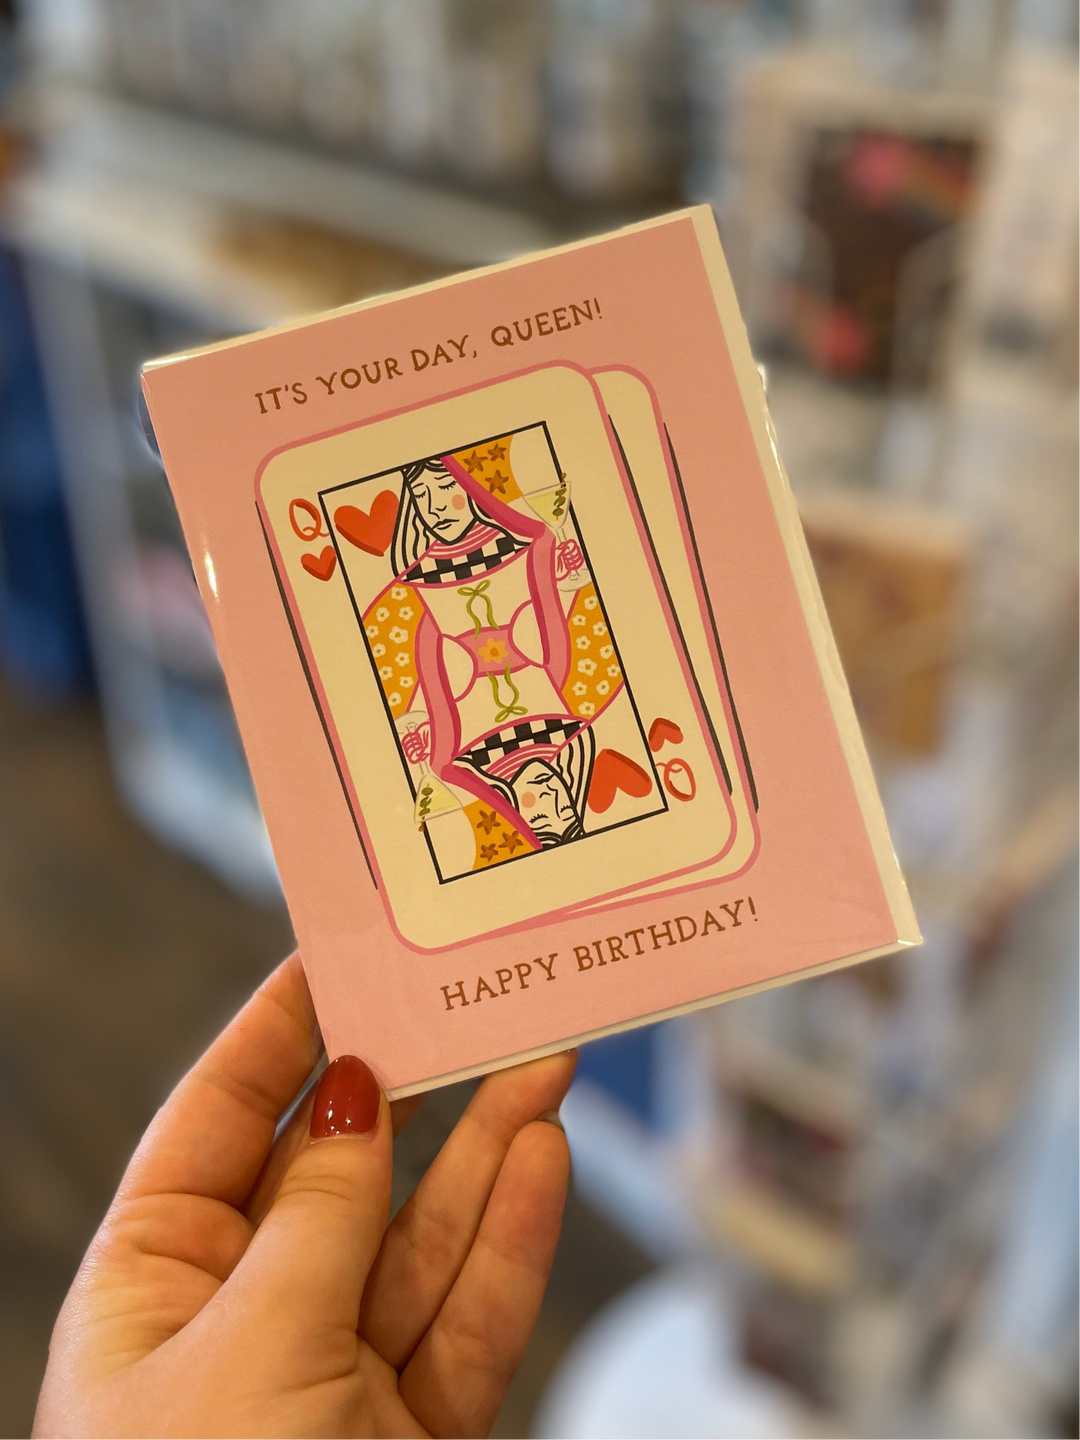 IT'S YOUR DAY, QUEEN!
Q
Q
HAPPY BIRTHDAY!